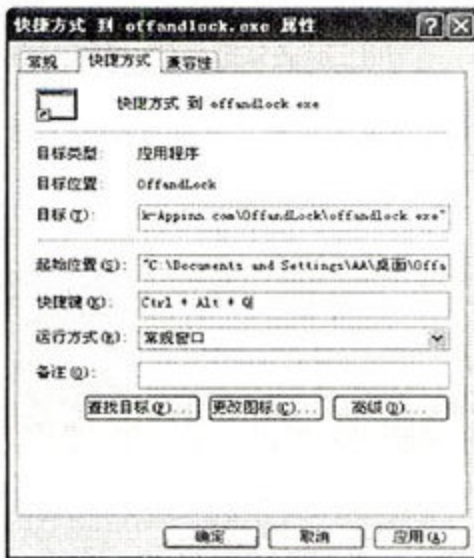 快捷方式 到 offandlock.exe 属性
常规 快捷方式 兼容性
快捷方式 到 offandlock exe
目标类型: 应用程序
目标位置: OffandLock
目标(T): k-Appinn com\OffandLock\offandlock exe"
起始位置(S): "C:\Documents and Settings\AA\桌面\Offa
快捷键(K): Ctrl + Alt + Q
运行方式(R): 常规窗口
备注(O):
查找目标(F)... 更改图标(C)... 高级(D)...
确定 取消 应用(A)